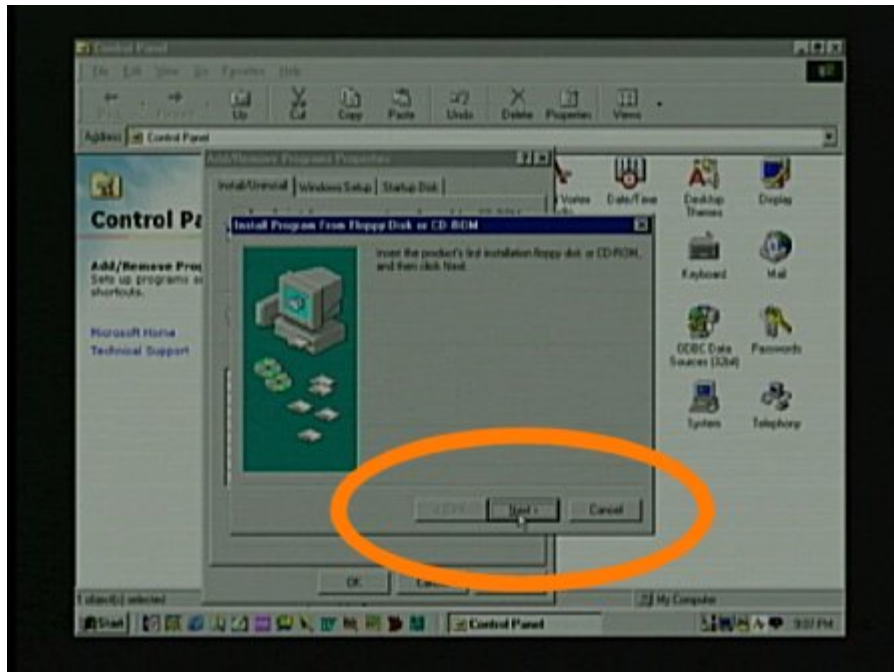 Control Panel
File Edit View Go Favorites Help
Up Cut Copy Paste Undo Delete Properties Views
Address Control Panel
Add/Remove Programs Properties
Install/Uninstall Windows Setup Startup Disk
Install Program From Floppy Disk or CD-ROM
Insert the product's first installation floppy disk or CD-ROM,
and then click Next.
Control
Sets up programs
shortcuts.
Microsoft Home
Technical Support
Date/Time
Desktop
Themes
Display
Keyboard
Mail
ODBC Data
Sources (32bit)
Passwords
System
Telephony
Next >
Cancel
OK
1 object(s) selected
My Computer
Start
Control Panel
9:07 PM